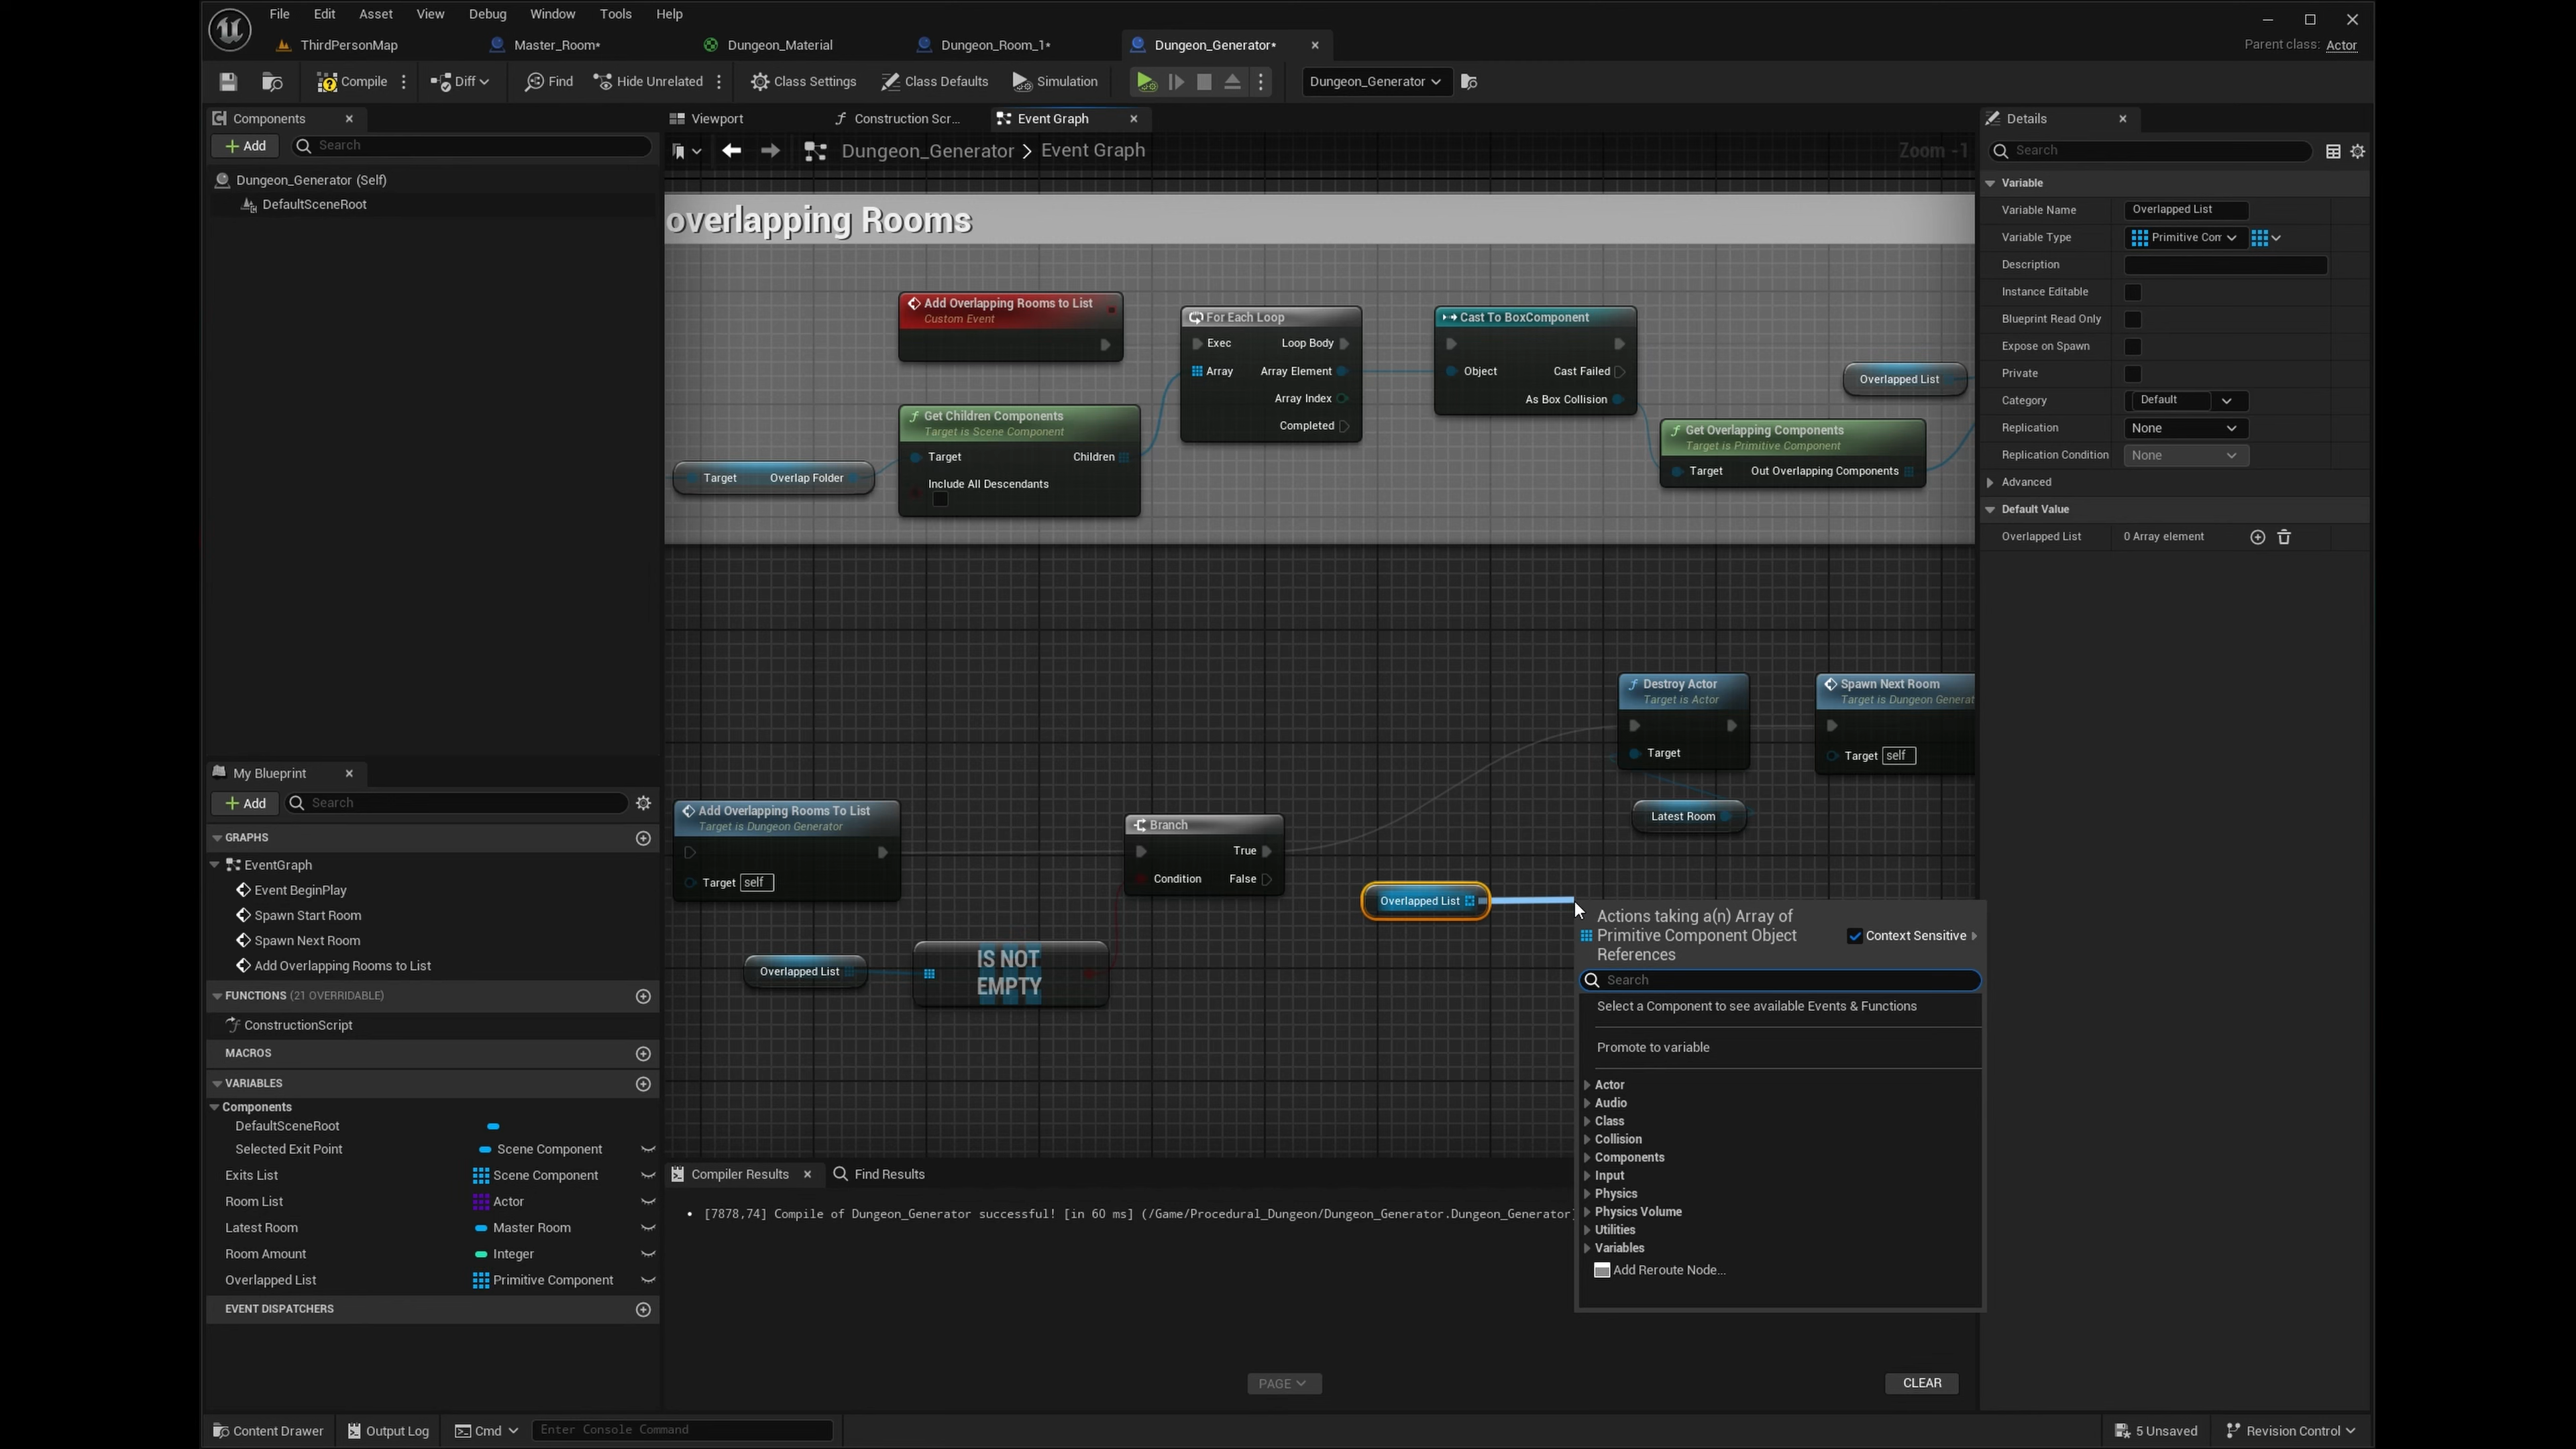 File Edit Asset View Debug Window Tools Help
ThirdPersonMap Master_Room* Dungeon_Material Dungeon_Room_1* Dungeon_Generator*
Parent class: Actor
Compile Diff Find Hide Unrelated Class Settings Class Defaults Simulation Dungeon_Generator
Components
Add Search
Dungeon_Generator (Self)
DefaultSceneRoot
Viewport Construction Scr... Event Graph
Dungeon_Generator > Event Graph
Zoom -1
overlapping Rooms
Add Overlapping Rooms to List
Custom Event
For Each Loop
Exec Loop Body
Array Array Element
Array Index
Completed
Cast To BoxComponent
Object Cast Failed
As Box Collision
Overlapped List
Get Children Components
Target is Scene Component
Target Children
Include All Descendants
Target Overlap Folder
Get Overlapping Components
Target is Primitive Component
Target Out Overlapping Components
Destroy Actor
Target is Actor
Target
Spawn Next Room
Target is Dungeon Generat
Target self
Latest Room
Add Overlapping Rooms To List
Target is Dungeon Generator
Target self
Branch
True
Condition False
Overlapped List
Overlapped List
IS NOT
EMPTY
Actions taking a(n) Array of
Primitive Component Object
References
Context Sensitive
Search
Select a Component to see available Events & Functions
Promote to variable
Actor
Audio
Class
Collision
Components
Input
Physics
Physics Volume
Utilities
Variables
Add Reroute Node...
My Blueprint
Add Search
GRAPHS
EventGraph
Event BeginPlay
Spawn Start Room
Spawn Next Room
Add Overlapping Rooms to List
FUNCTIONS (21 OVERRIDABLE)
ConstructionScript
MACROS
VARIABLES
Components
DefaultSceneRoot
Selected Exit Point Scene Component
Exits List Scene Component
Room List Actor
Latest Room Master Room
Room Amount Integer
Overlapped List Primitive Component
EVENT DISPATCHERS
Compiler Results Find Results
[7878,74] Compile of Dungeon_Generator successful! [in 60 ms] (/Game/Procedural_Dungeon/Dungeon_Generator.Dungeon_Generator)
PAGE
CLEAR
Details
Search
Variable
Variable Name Overlapped List
Variable Type Primitive Com
Description
Instance Editable
Blueprint Read Only
Expose on Spawn
Private
Category Default
Replication None
Replication Condition None
Advanced
Default Value
Overlapped List 0 Array element
Content Drawer Output Log Cmd Enter Console Command
5 Unsaved Revision Control